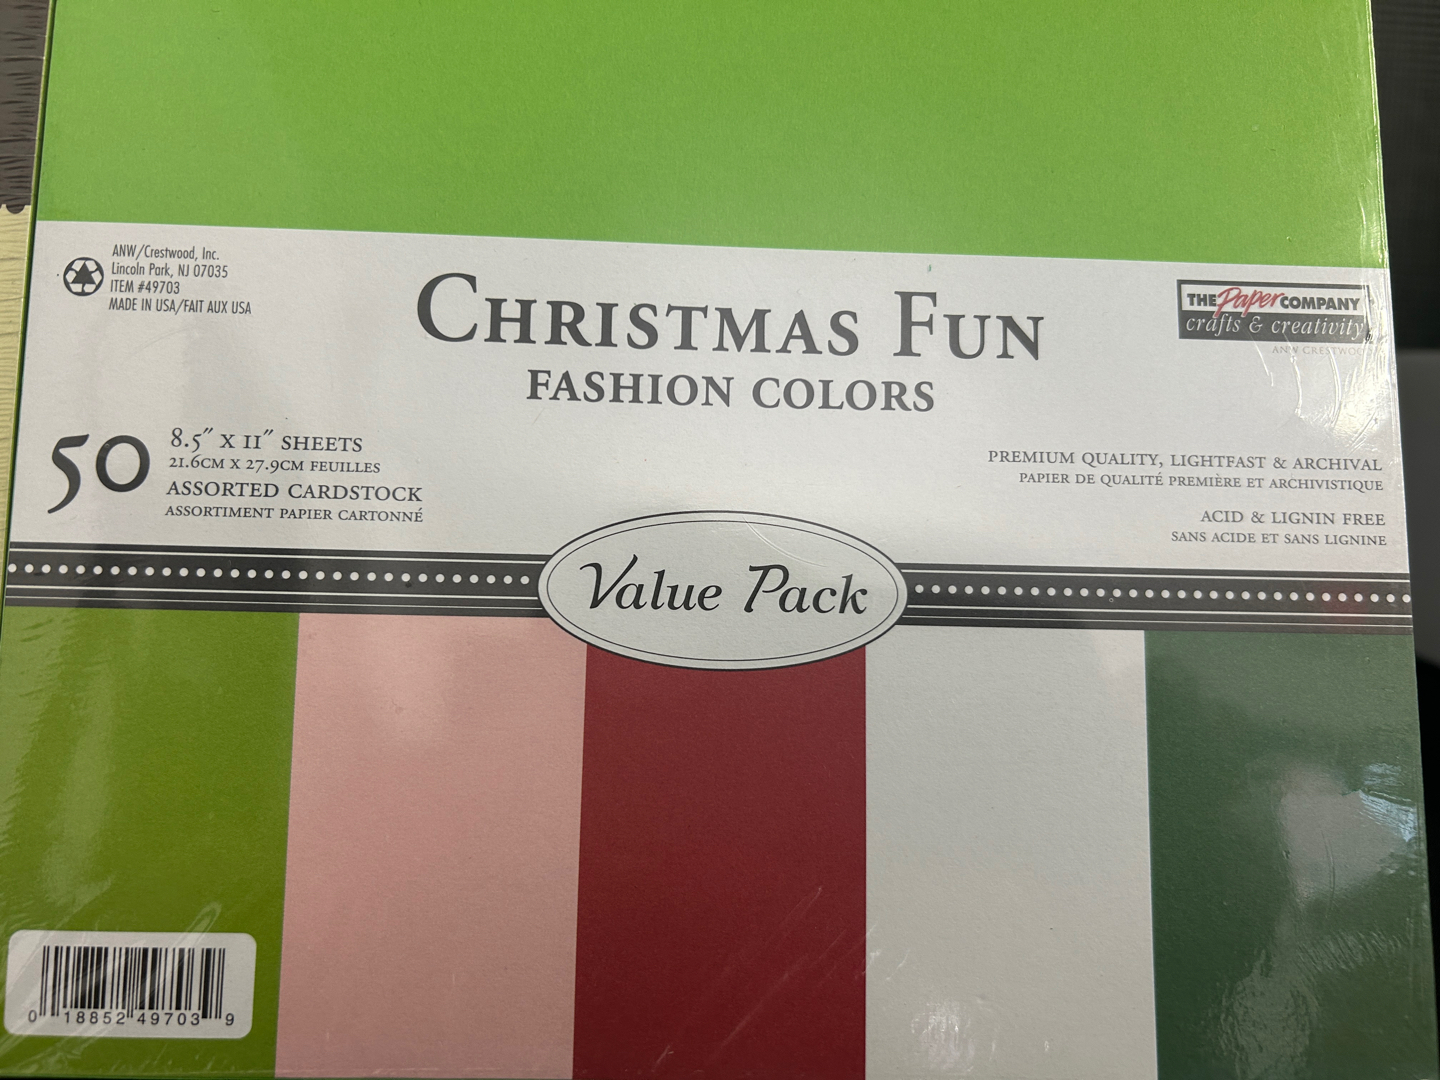 ANW/Crestwood, Inc.
Lincoln Park, NJ 07035
ITEM #49703
MADE IN USA/FAIT AUX USA
CHRISTMAS FUN
FASHION COLORS
THE Paper COMPANY
crafts & creativity
ANW CRESTWOOD
50
8.5" X 11" SHEETS
21.6CM X 27.9CM FEUILLES
ASSORTED CARDSTOCK
ASSORTIMENT PAPIER CARTONNÉ
PREMIUM QUALITY, LIGHTFAST & ARCHIVAL
PAPIER DE QUALITÉ PREMIÈRE ET ARCHIVISTIQUE
ACID & LIGNIN FREE
SANS ACIDE ET SANS LIGNINE
Value Pack
0 18852 49703 9